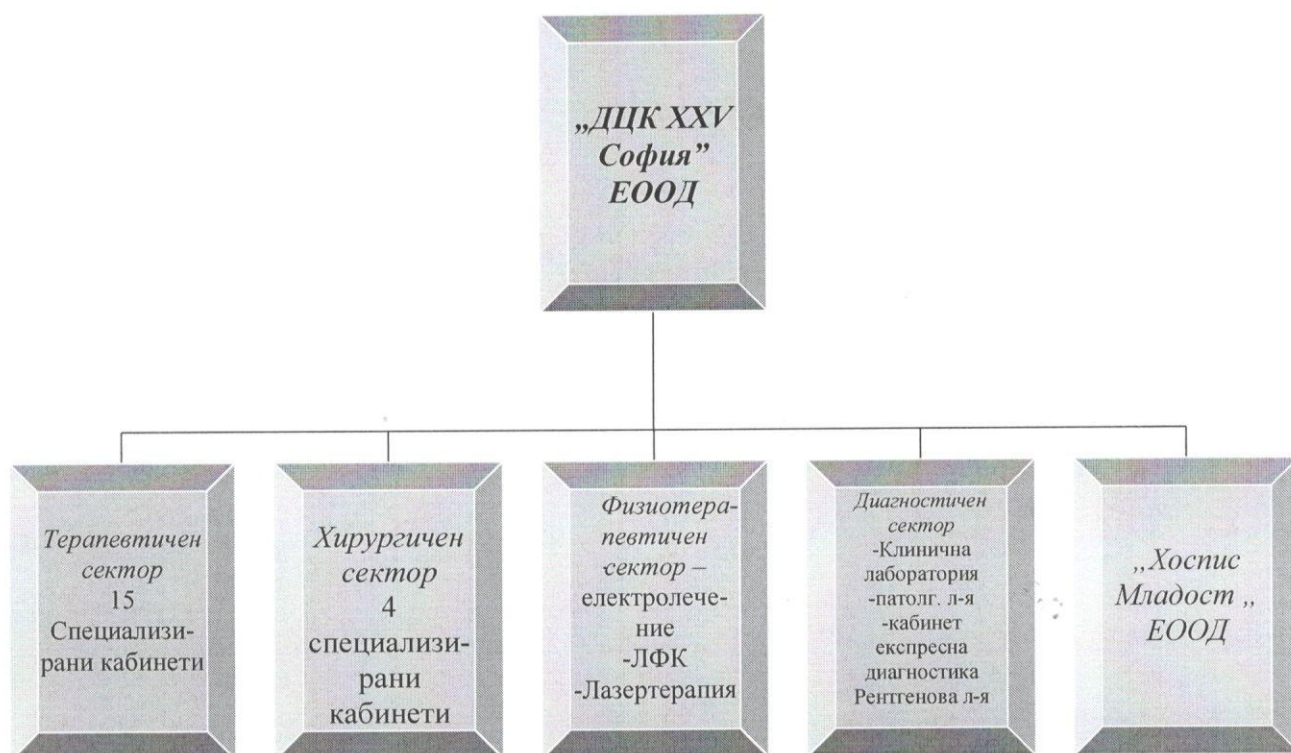 „ДЦК XXV
София”
ЕООД
Терапевтичен
сектор
15
Специализи-
рани кабинети
Хирургичен
сектор
4
специализи-
рани
кабинети
Физиотера-
певтичен
сектор –
електролече-
ние
-ЛФК
-Лазертерапия
Диагностичен
сектор
-Клинична
лаборатория
-патолг. л-я
-кабинет
експресна
диагностика
Рентгенова л-я
„Хоспис
Младост „
ЕООД